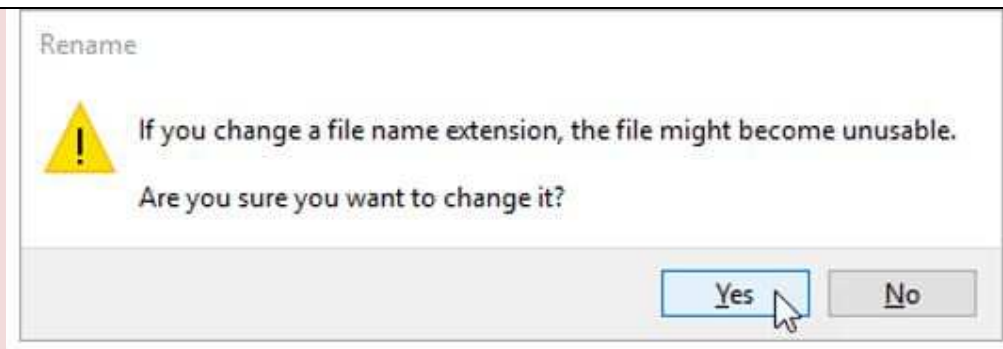 Rename
If you change a file name extension, the file might become unusable.
Are you sure you want to change it?
Yes
No